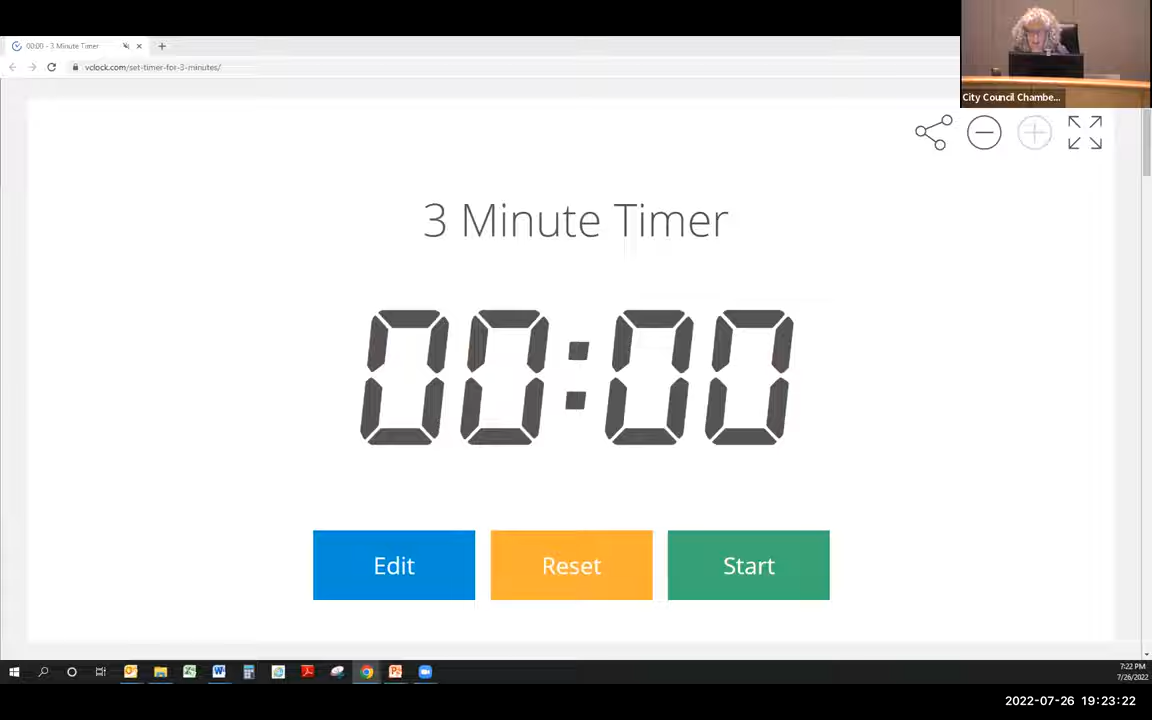 00:00 - 3 Minute Timer
vclock.com/set-timer-for-3-minutes/
City Council Chambe...
3 Minute Timer
00:00
Edit
Reset
Start
7:22 PM
7/26/2022
2022-07-26 19:23:22